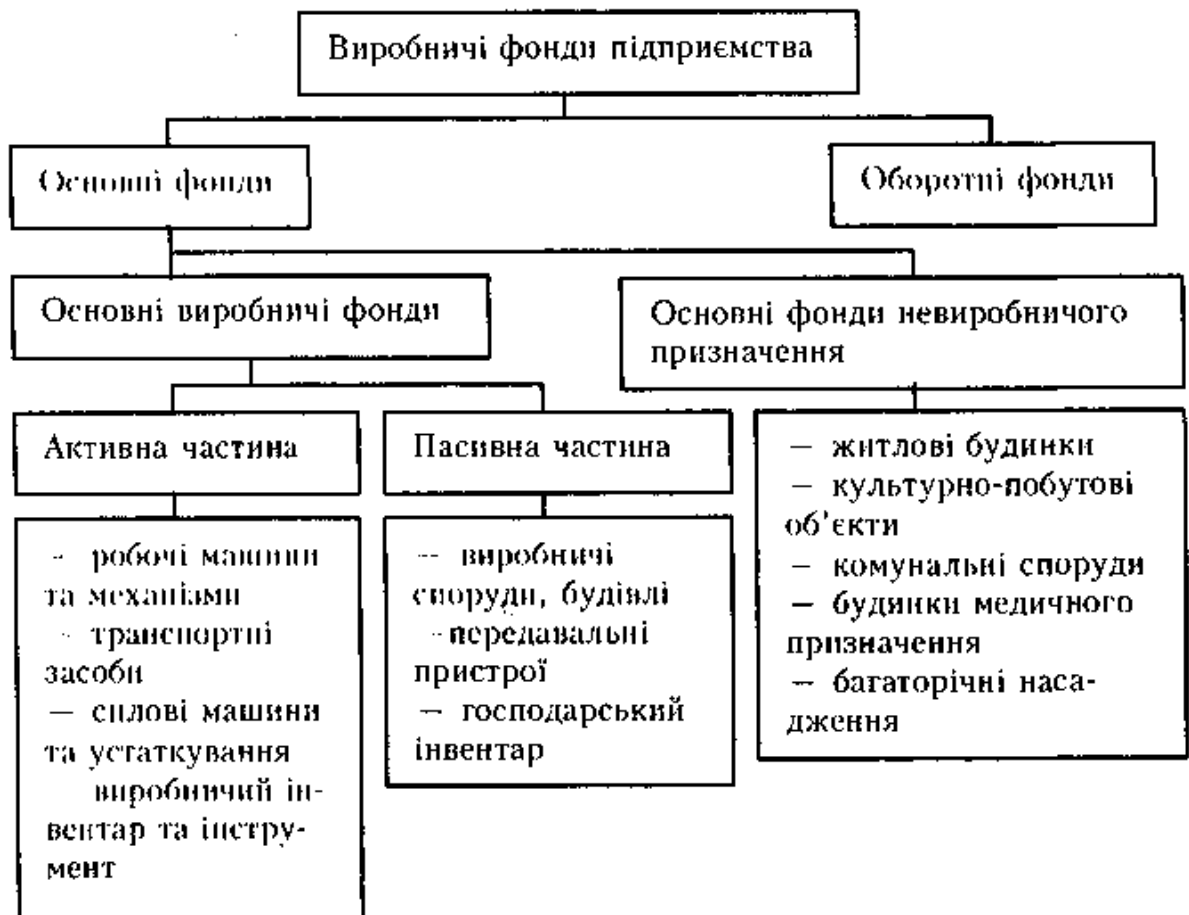 Виробничі фонди підприємства
Основні фонди
Оборотні фонди
Основні виробничі фонди
Основні фонди невиробничого
призначення
Активна частина
Пасивна частина
— робочі машини
та механізми
— транспортні
засоби
— силові машини
та устаткування
виробничий ін-
вентар та інстру-
мент
— виробничі
споруди, будівлі
—передавальні
пристрої
— господарський
інвентар
— житлові будинки
— культурно-побутові
об'єкти
— комунальні споруди
— будинки медичного
призначення
— багаторічні наса-
дження